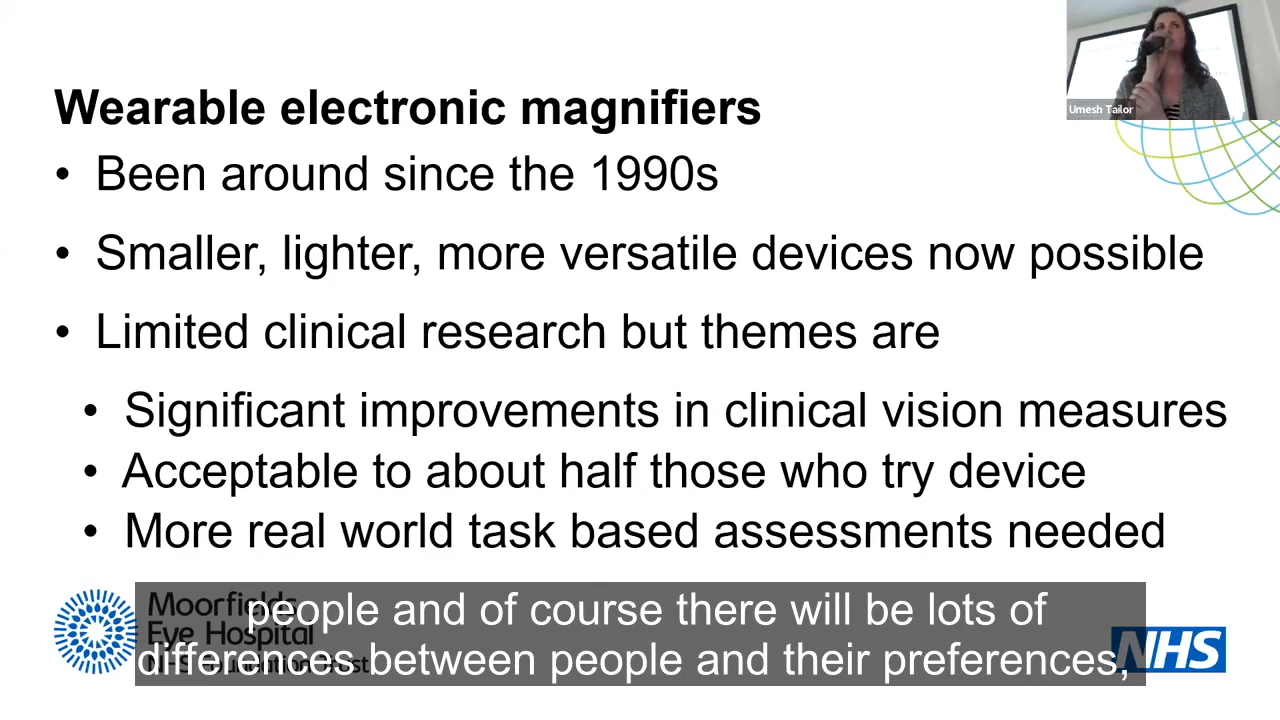 Umesh Tailor
Wearable electronic magnifiers
• Been around since the 1990s
• Smaller, lighter, more versatile devices now possible
• Limited clinical research but themes are
• Significant improvements in clinical vision measures
• Acceptable to about half those who try device
• More real world task based assessments needed
Moorfields
Eye Hospital
NHS Foundation Trust
people and of course there will be lots of
differences between people and their preferences,
NHS